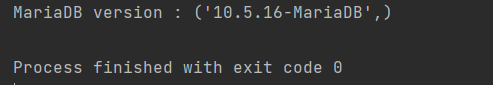 MariaDB version : ('10.5.16-MariaDB',)
Process finished with exit code 0